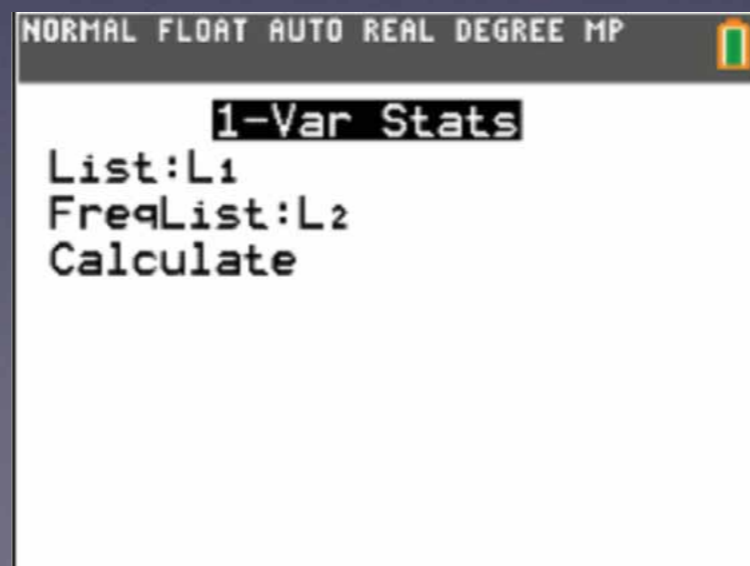 NORMAL FLOAT AUTO REAL DEGREE MP
1-Var Stats
List:L1
FreqList:L2
Calculate